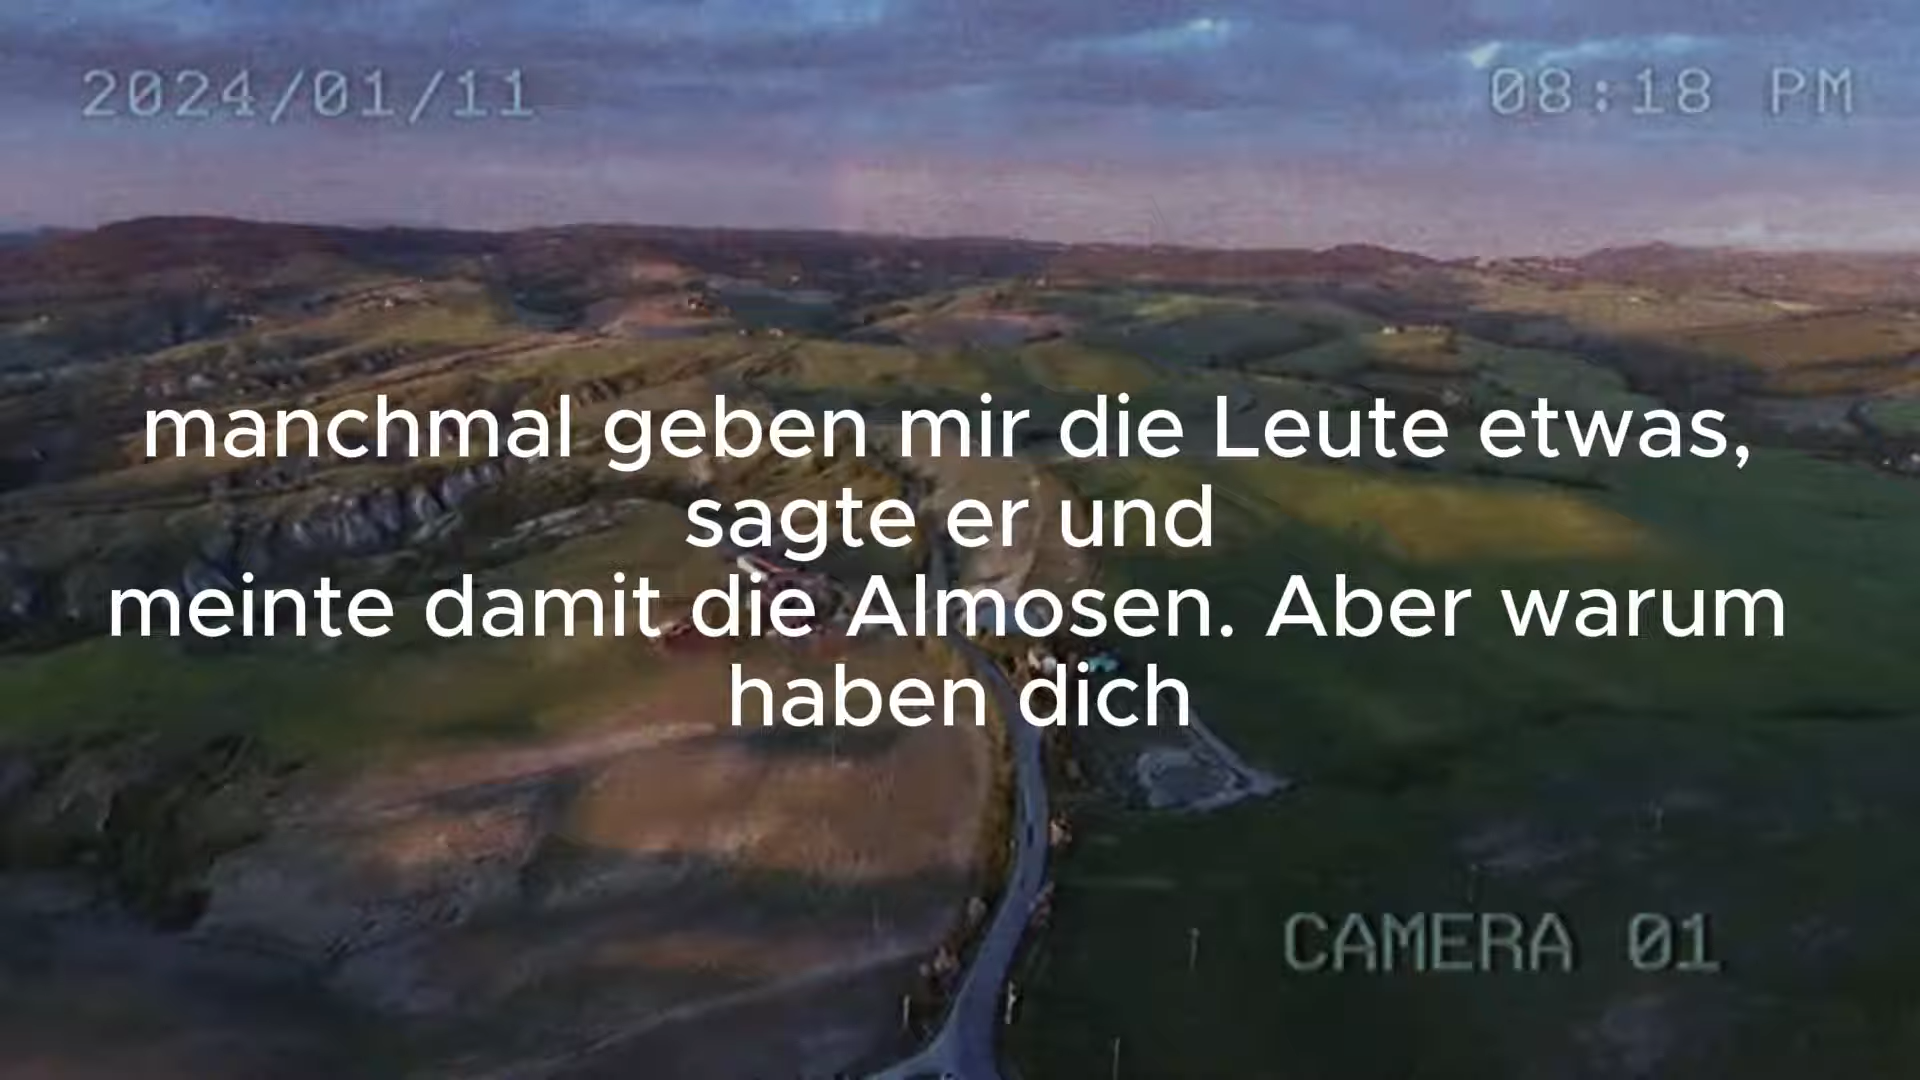 2024/01/11
08:18 PM
manchmal geben mir die Leute etwas,
sagte er und
meinte damit die Almosen. Aber warum
haben dich
CAMERA 01